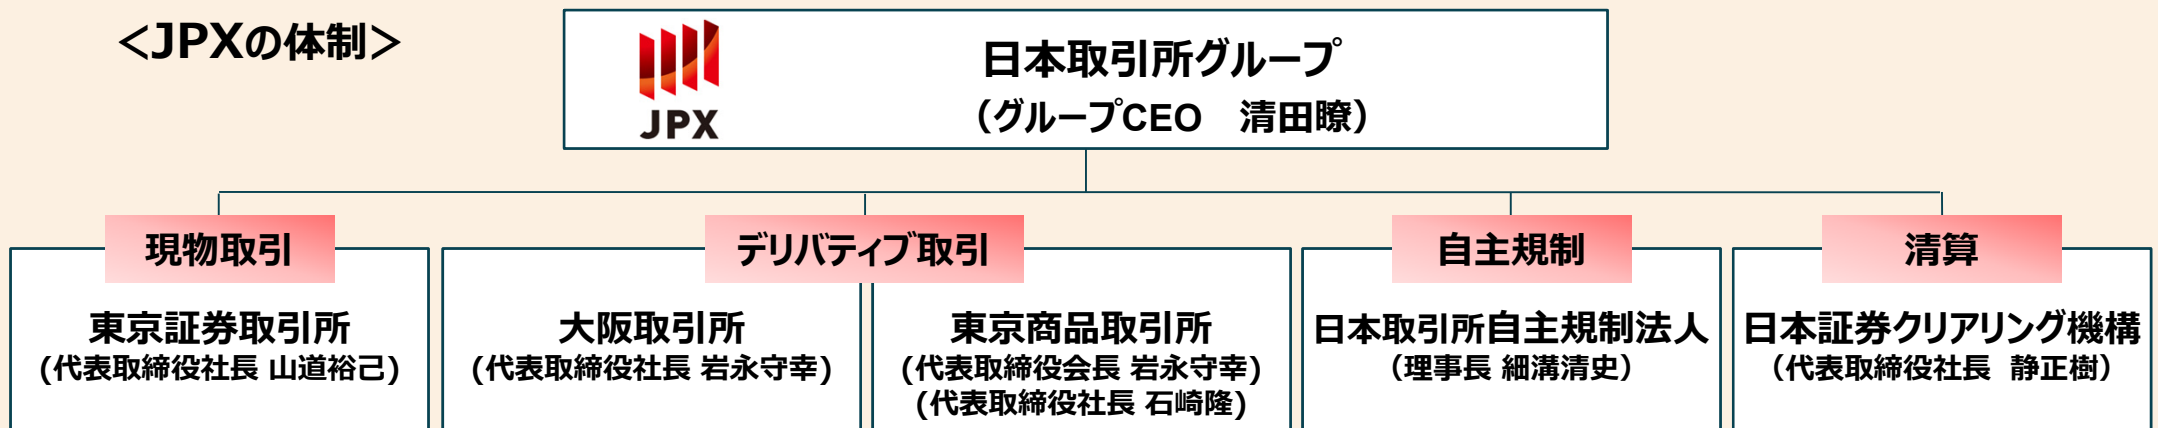 ＜JPXの体制＞
JPX
日本取引所グループ
（グループCEO　清田瞭）
現物取引
東京証券取引所
(代表取締役社長 山道裕己)
デリバティブ取引
大阪取引所
(代表取締役社長 岩永守幸)
東京商品取引所
(代表取締役会長 岩永守幸)
(代表取締役社長 石崎隆)
自主規制
日本取引所自主規制法人
（理事長 細溝清史）
清算
日本証券クリアリング機構
（代表取締役社長 静正樹）